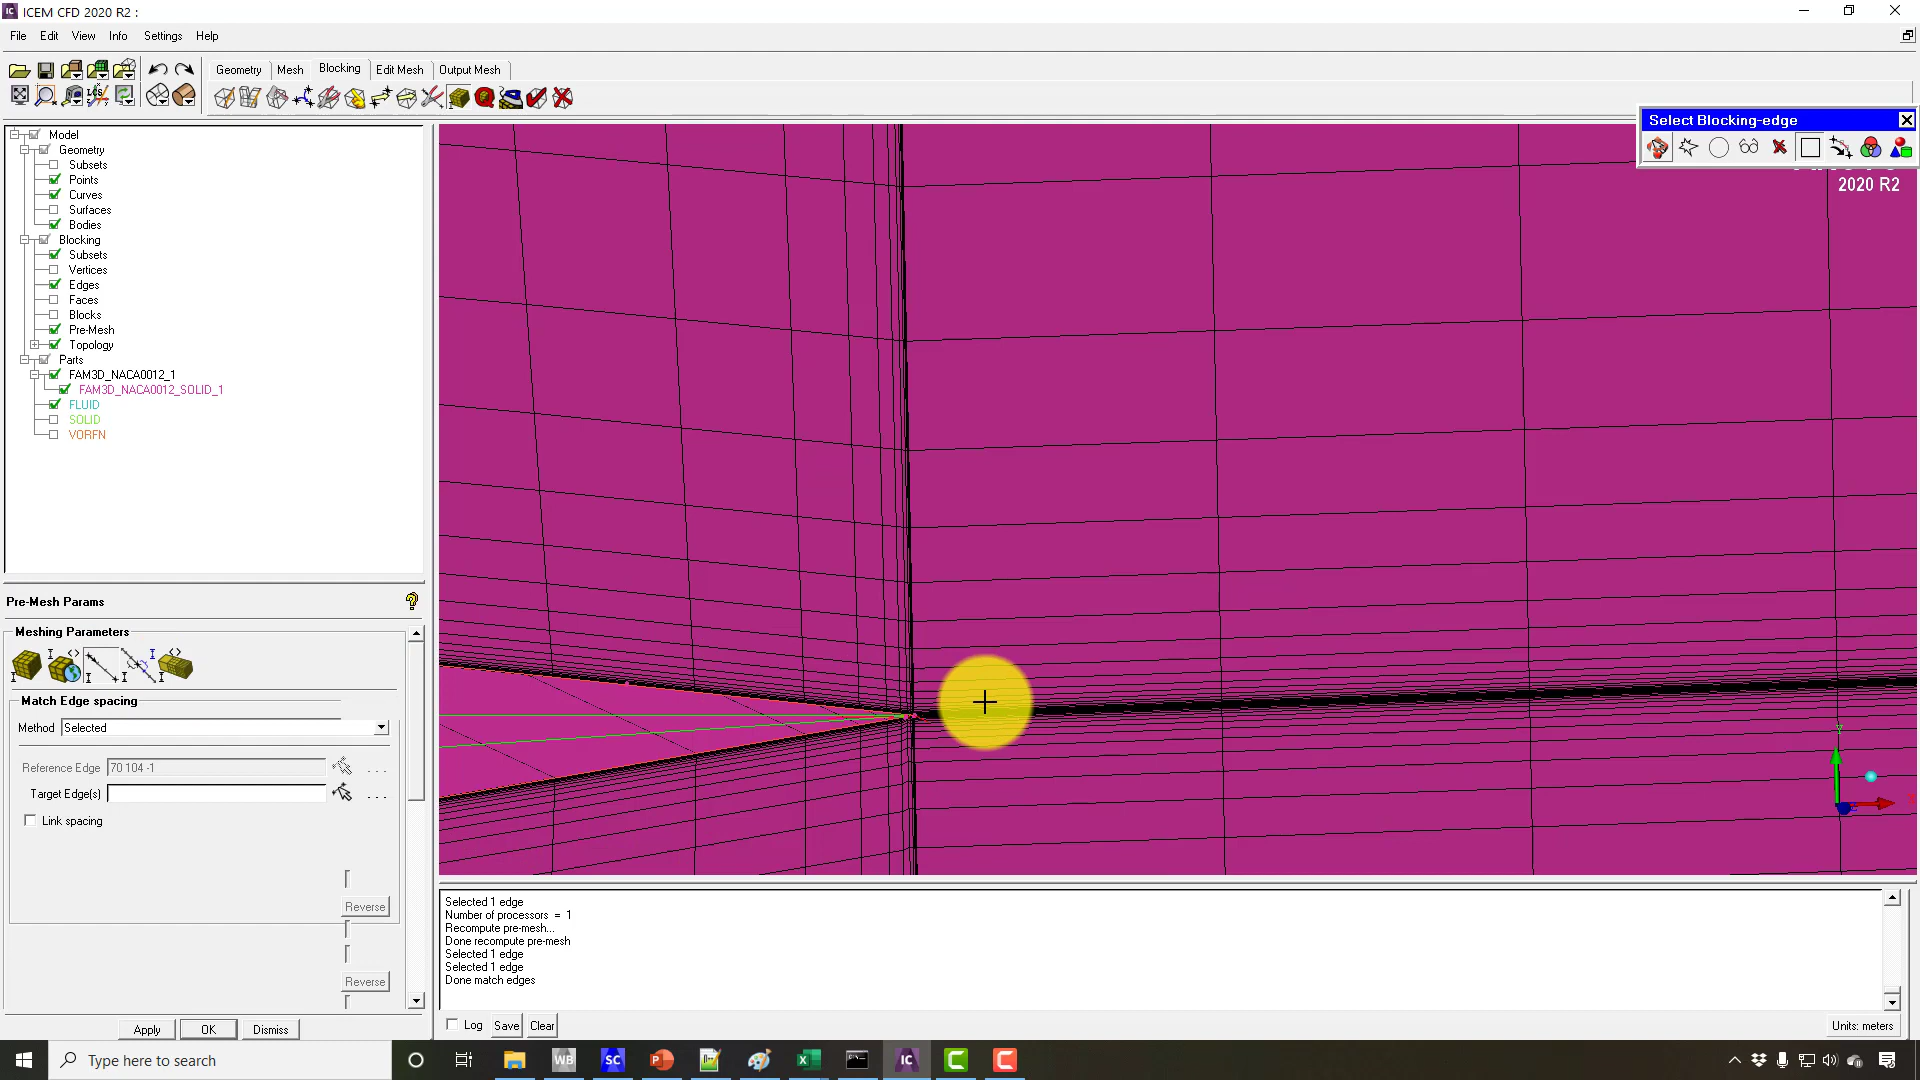 ICEM CFD 2020 R2 :
File Edit View Info Settings Help
Geometry Mesh Blocking Edit Mesh Output Mesh
Select Blocking-edge
2020 R2
Model
Geometry
Subsets
Points
Curves
Surfaces
Bodies
Blocking
Subsets
Vertices
Edges
Faces
Blocks
Pre-Mesh
Topology
Parts
FAM3D_NACA0012_1
FAM3D_NACA0012_SOLID_1
FLUID
SOLID
VORFN
Pre-Mesh Params
Meshing Parameters
Match Edge spacing
Method Selected
Reference Edge 70 104 -1 . . .
Target Edge(s) . . .
Link spacing
Reverse
Reverse
Apply OK Dismiss
Selected 1 edge
Number of processors = 1
Recompute pre-mesh...
Done recompute pre-mesh
Selected 1 edge
Selected 1 edge
Done match edges
Log Save Clear
Units: meters
Type here to search